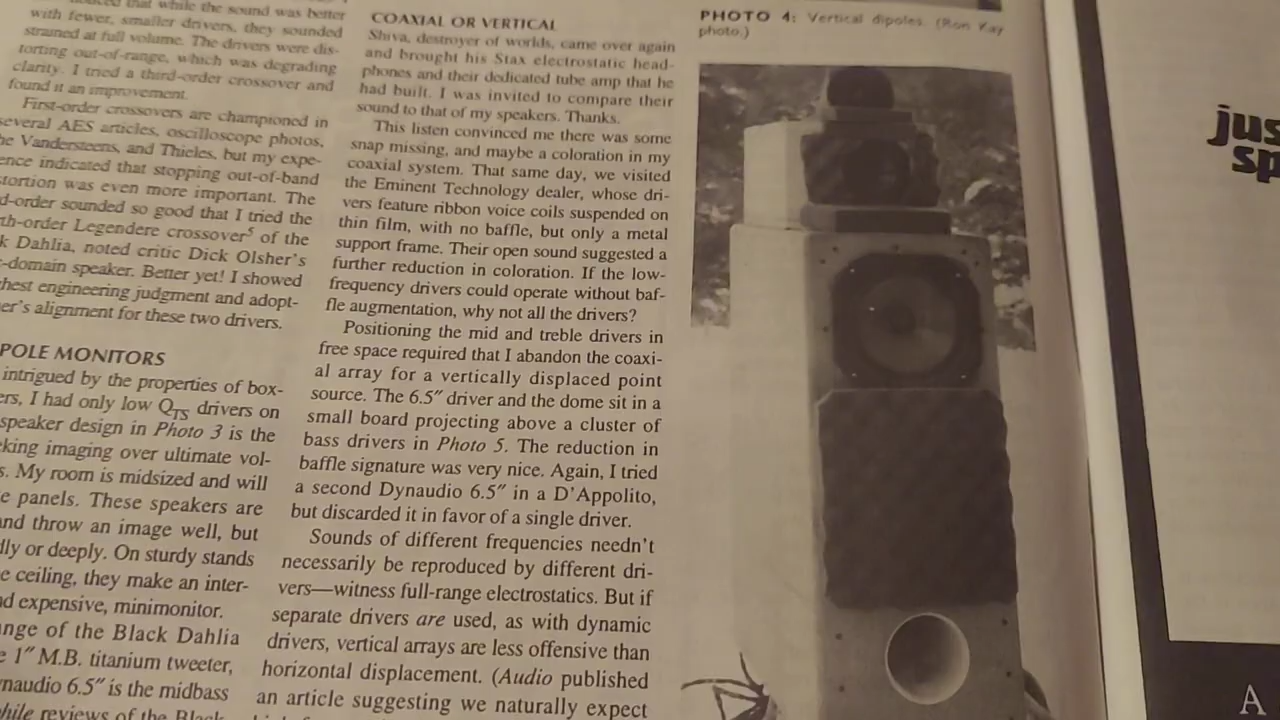 noticed that while the sound was better
with fewer, smaller drivers, they sounded
strained at full volume. The drivers were dis-
torting out-of-range, which was degrading
clarity. I tried a third-order crossover and
found it an improvement.
First-order crossovers are championed in
several AES articles, oscilloscope photos,
he Vandersteens, and Thieles, but my expe-
ence indicated that stopping out-of-band
stortion was even more important. The
d-order sounded so good that I tried the
th-order Legendere crossover5 of the
k Dahlia, noted critic Dick Olsher's
-domain speaker. Better yet! I showed
hest engineering judgment and adopt-
er's alignment for these two drivers.
POLE MONITORS
intrigued by the properties of box-
ers, I had only low QTS drivers on
speaker design in Photo 3 is the
king imaging over ultimate vol-
s. My room is midsized and will
e panels. These speakers are
and throw an image well, but
dly or deeply. On sturdy stands
e ceiling, they make an inter-
nd expensive, minimonitor.
nge of the Black Dahlia
e 1″ M.B. titanium tweeter,
naudio 6.5″ is the midbass
hile reviews of the Black
COAXIAL OR VERTICAL
Shiva, destroyer of worlds, came over again
and brought his Stax electrostatic head-
phones and their dedicated tube amp that he
had built. I was invited to compare their
sound to that of my speakers. Thanks.
This listen convinced me there was some
snap missing, and maybe a coloration in my
coaxial system. That same day, we visited
the Eminent Technology dealer, whose dri-
vers feature ribbon voice coils suspended on
thin film, with no baffle, but only a metal
support frame. Their open sound suggested a
further reduction in coloration. If the low-
frequency drivers could operate without baf-
fle augmentation, why not all the drivers?
Positioning the mid and treble drivers in
free space required that I abandon the coaxi-
al array for a vertically displaced point
source. The 6.5″ driver and the dome sit in a
small board projecting above a cluster of
bass drivers in Photo 5. The reduction in
baffle signature was very nice. Again, I tried
a second Dynaudio 6.5″ in a D'Appolito,
but discarded it in favor of a single driver.
Sounds of different frequencies needn't
necessarily be reproduced by different dri-
vers—witness full-range electrostatics. But if
separate drivers are used, as with dynamic
drivers, vertical arrays are less offensive than
horizontal displacement. (Audio published
an article suggesting we naturally expect
PHOTO 4: Vertical dipoles. (Ron Kay
photo.)
jus
sp
A